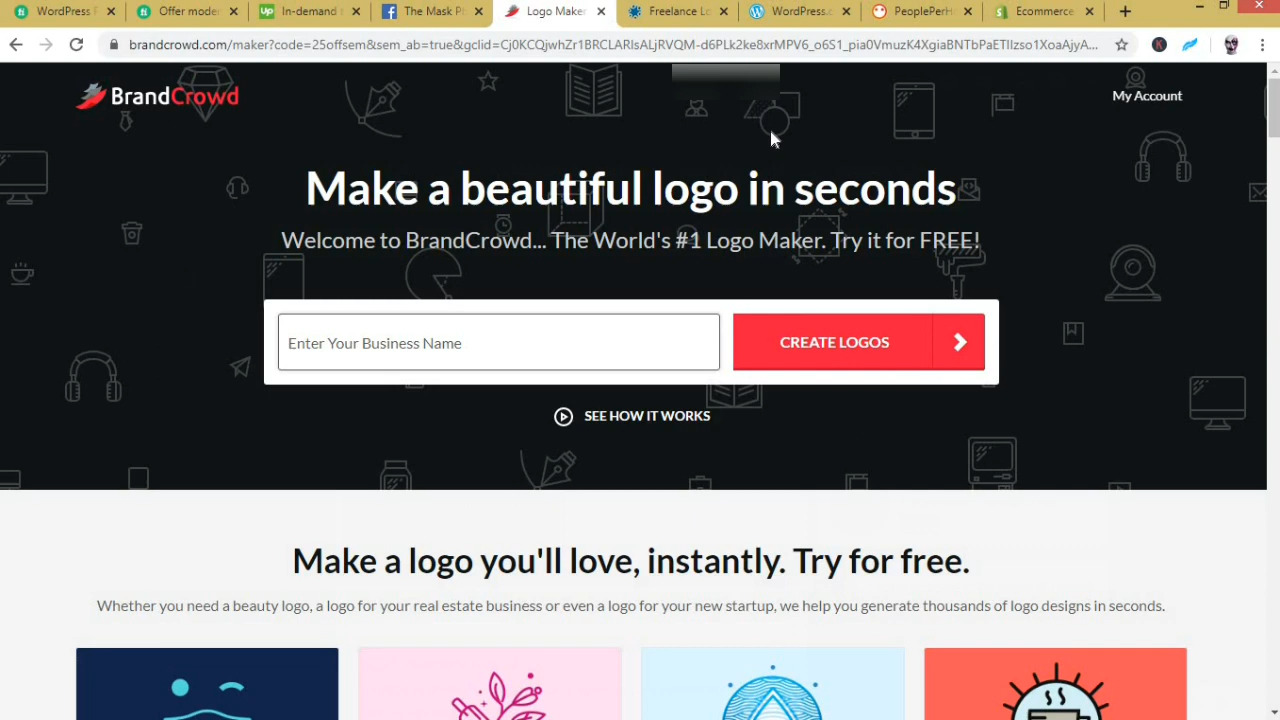 WordPress
Offer mode
In-demand
The Mask P
Logo Maker
Freelance Lo
WordPress.c
PeoplePerH
Ecommerce
brandcrowd.com/maker?code=25offsem&sem_ab=true&gclid=Cj0KCQjwhZr1BRCLARIsALjRVQM-d6PLk2ke8xrMPV6_o6S1_pia0VmuzK4XgiaBNTbPaETIIzso1XoaAjyA...
BrandCrowd
My Account
Make a beautiful logo in seconds
Welcome to BrandCrowd... The World's #1 Logo Maker. Try it for FREE!
Enter Your Business Name
CREATE LOGOS
SEE HOW IT WORKS
Make a logo you'll love, instantly. Try for free.
Whether you need a beauty logo, a logo for your real estate business or even a logo for your new startup, we help you generate thousands of logo designs in seconds.